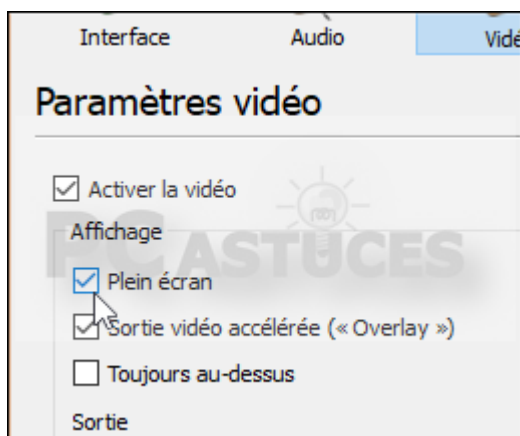 Interface Audio Vidé
Paramètres vidéo
Activer la vidéo
Affichage
PC ASTUCES
Plein écran
Sortie vidéo accélérée (« Overlay »)
Toujours au-dessus
Sortie